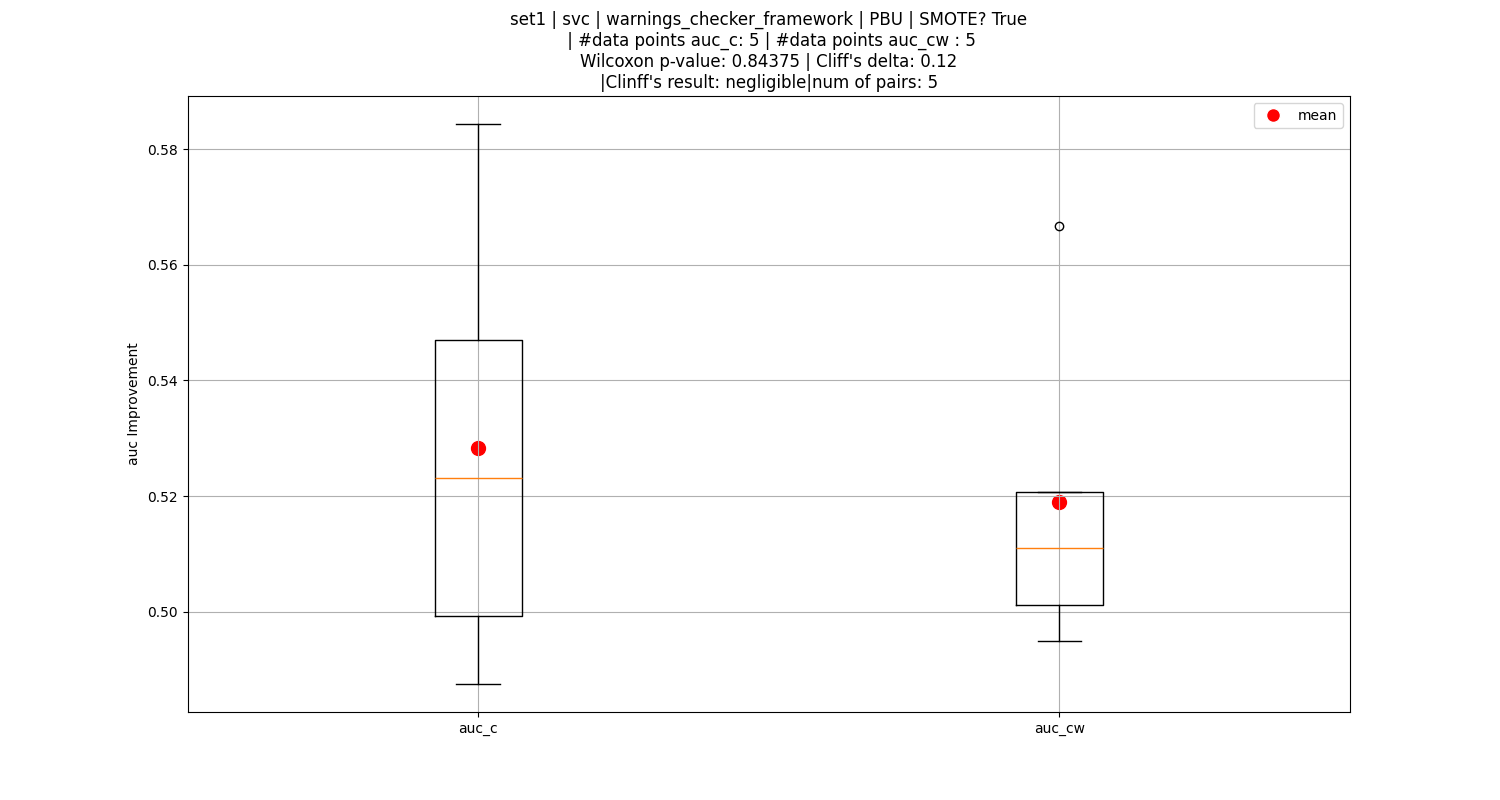 set1 | svc | warnings_checker_framework | PBU | SMOTE? True
| #data points auc_c: 5 | #data points auc_cw : 5
Wilcoxon p-value: 0.84375 | Cliff's delta: 0.12
|Clinff's result: negligible|num of pairs: 5
mean
0.58
0.56
0.54
0.52
0.50
auc Improvement
auc_c
auc_cw